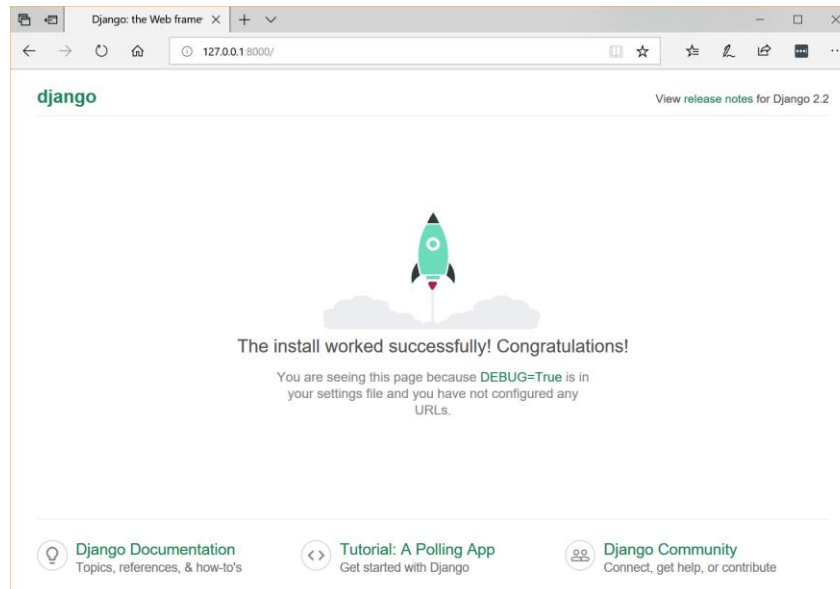 Django: the Web frame
127.0.0.1:8000/
django
View release notes for Django 2.2
The install worked successfully! Congratulations!
You are seeing this page because DEBUG=True is in
your settings file and you have not configured any
URLs.
Django Documentation
Topics, references, & how-to's
Tutorial: A Polling App
Get started with Django
Django Community
Connect, get help, or contribute